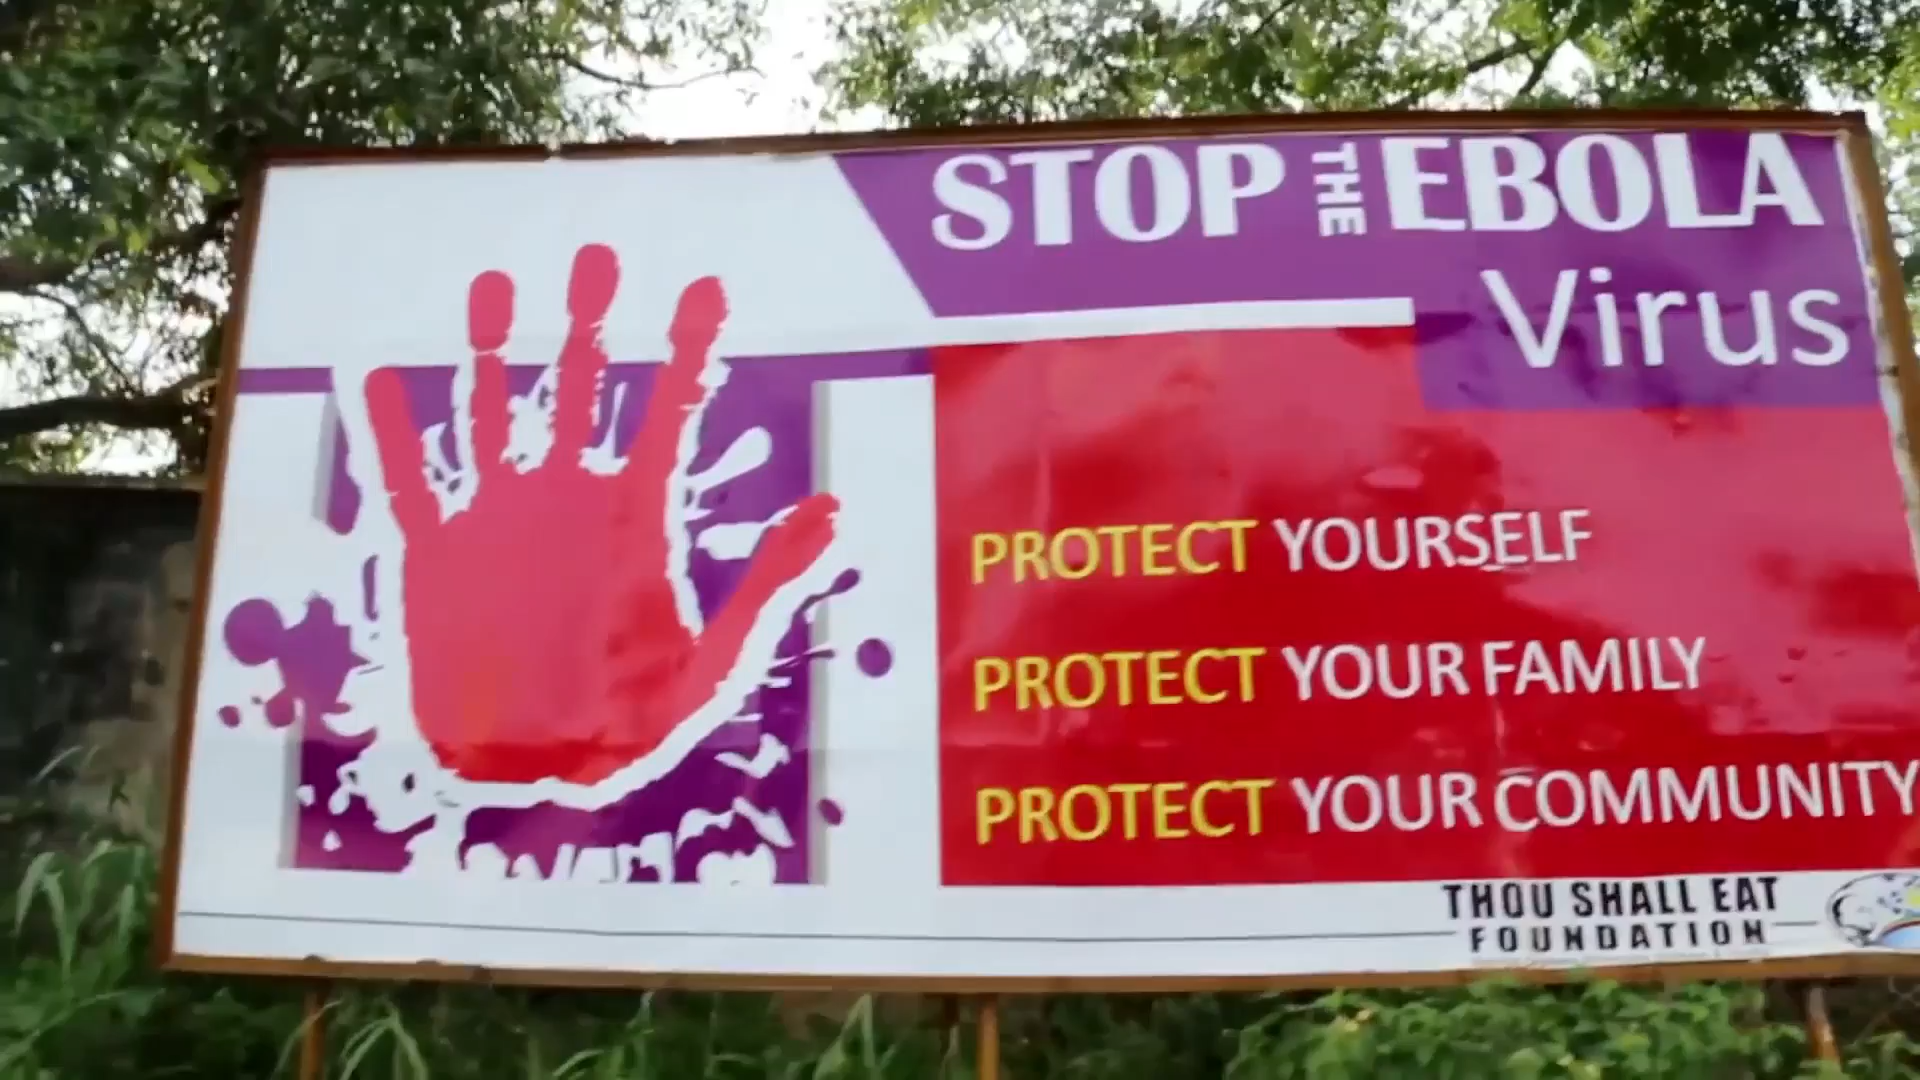 STOP THE EBOLA
Virus
PROTECT YOURSELF
PROTECT YOUR FAMILY
PROTECT YOUR COMMUNITY
THOU SHALL EAT
FOUNDATION